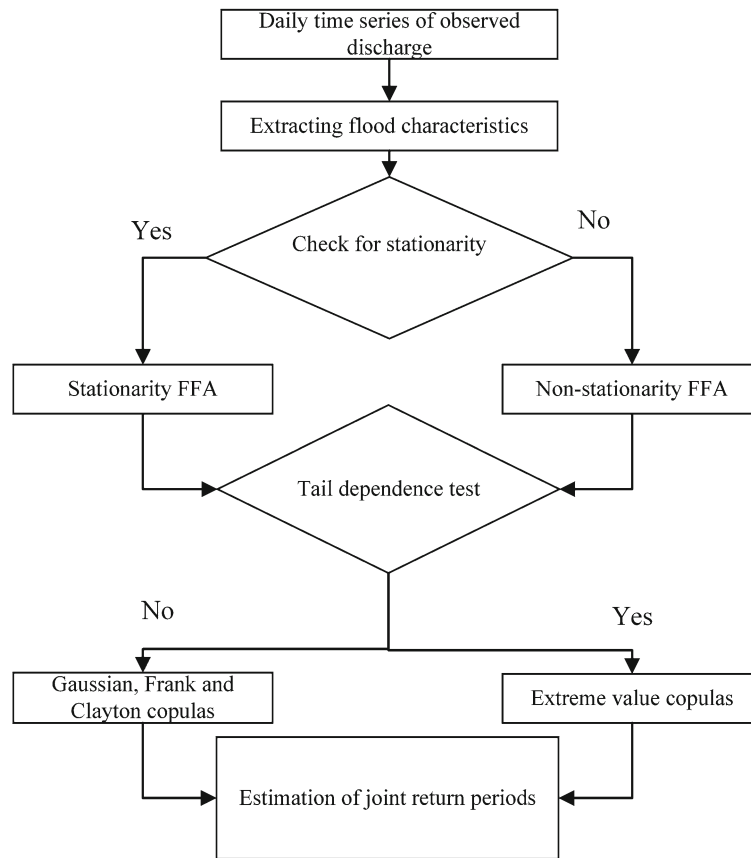 Daily time series of observed
discharge
Extracting flood characteristics
Yes
No
Check for stationarity
Stationarity FFA
Non-stationarity FFA
Tail dependence test
No
Yes
Gaussian, Frank and
Clayton copulas
Extreme value copulas
Estimation of joint return periods